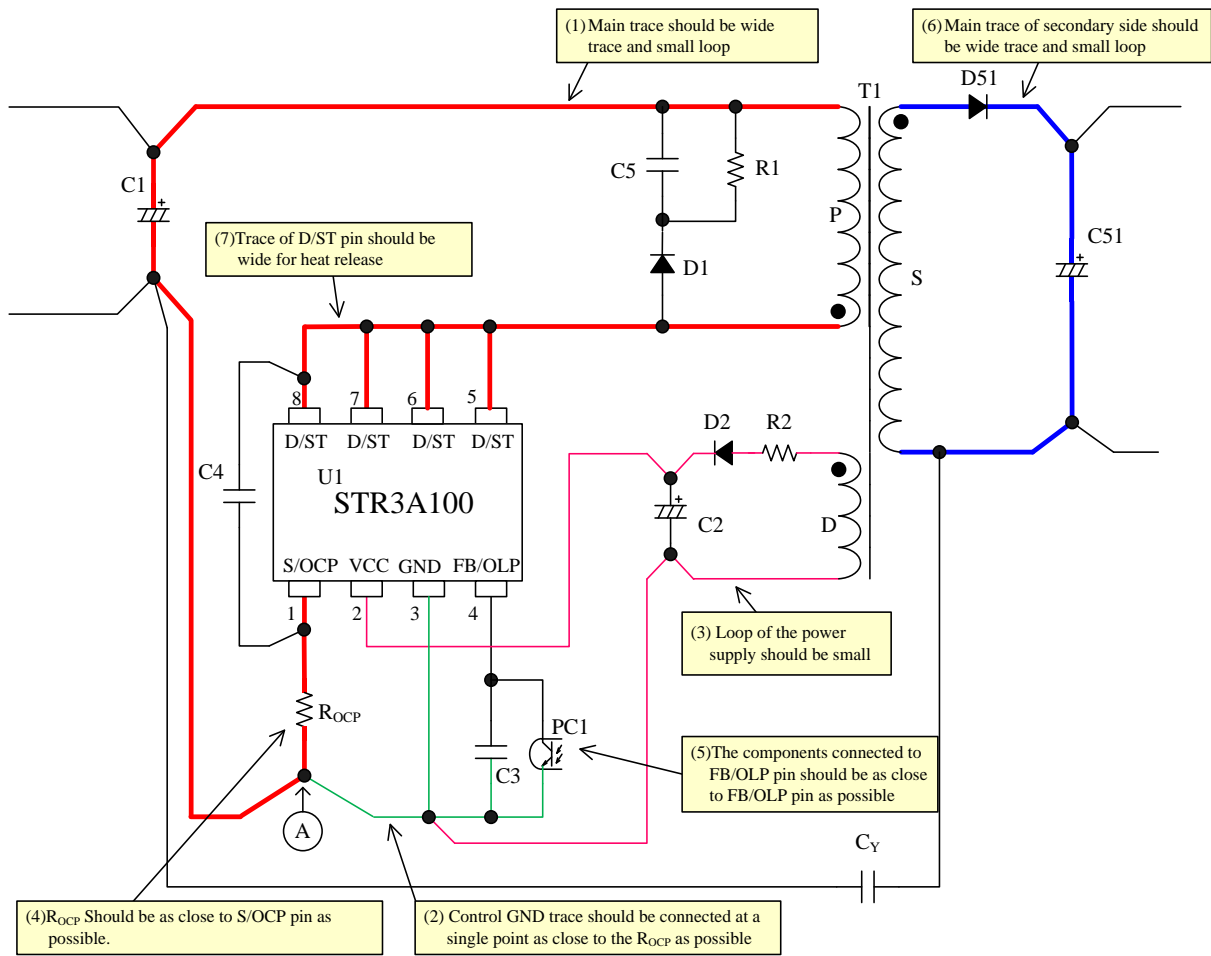 (1) Main trace should be wide
trace and small loop
(6) Main trace of secondary side should
be wide trace and small loop
D51
T1
C1
+
C5
R1
P
S
C51
+
(7)Trace of D/ST pin should be
wide for heat release
D1
8
7
6
5
D/ST
D/ST
D/ST
D/ST
D2
R2
C4
U1
STR3A100
C2
+
D
S/OCP
VCC
GND
FB/OLP
1
2
3
4
(3) Loop of the power
supply should be small
ROCP
PC1
C3
(5)The components connected to
FB/OLP pin should be as close
to FB/OLP pin as possible
A
CY
(4)ROCP Should be as close to S/OCP pin as
possible.
(2) Control GND trace should be connected at a
single point as close to the ROCP as possible